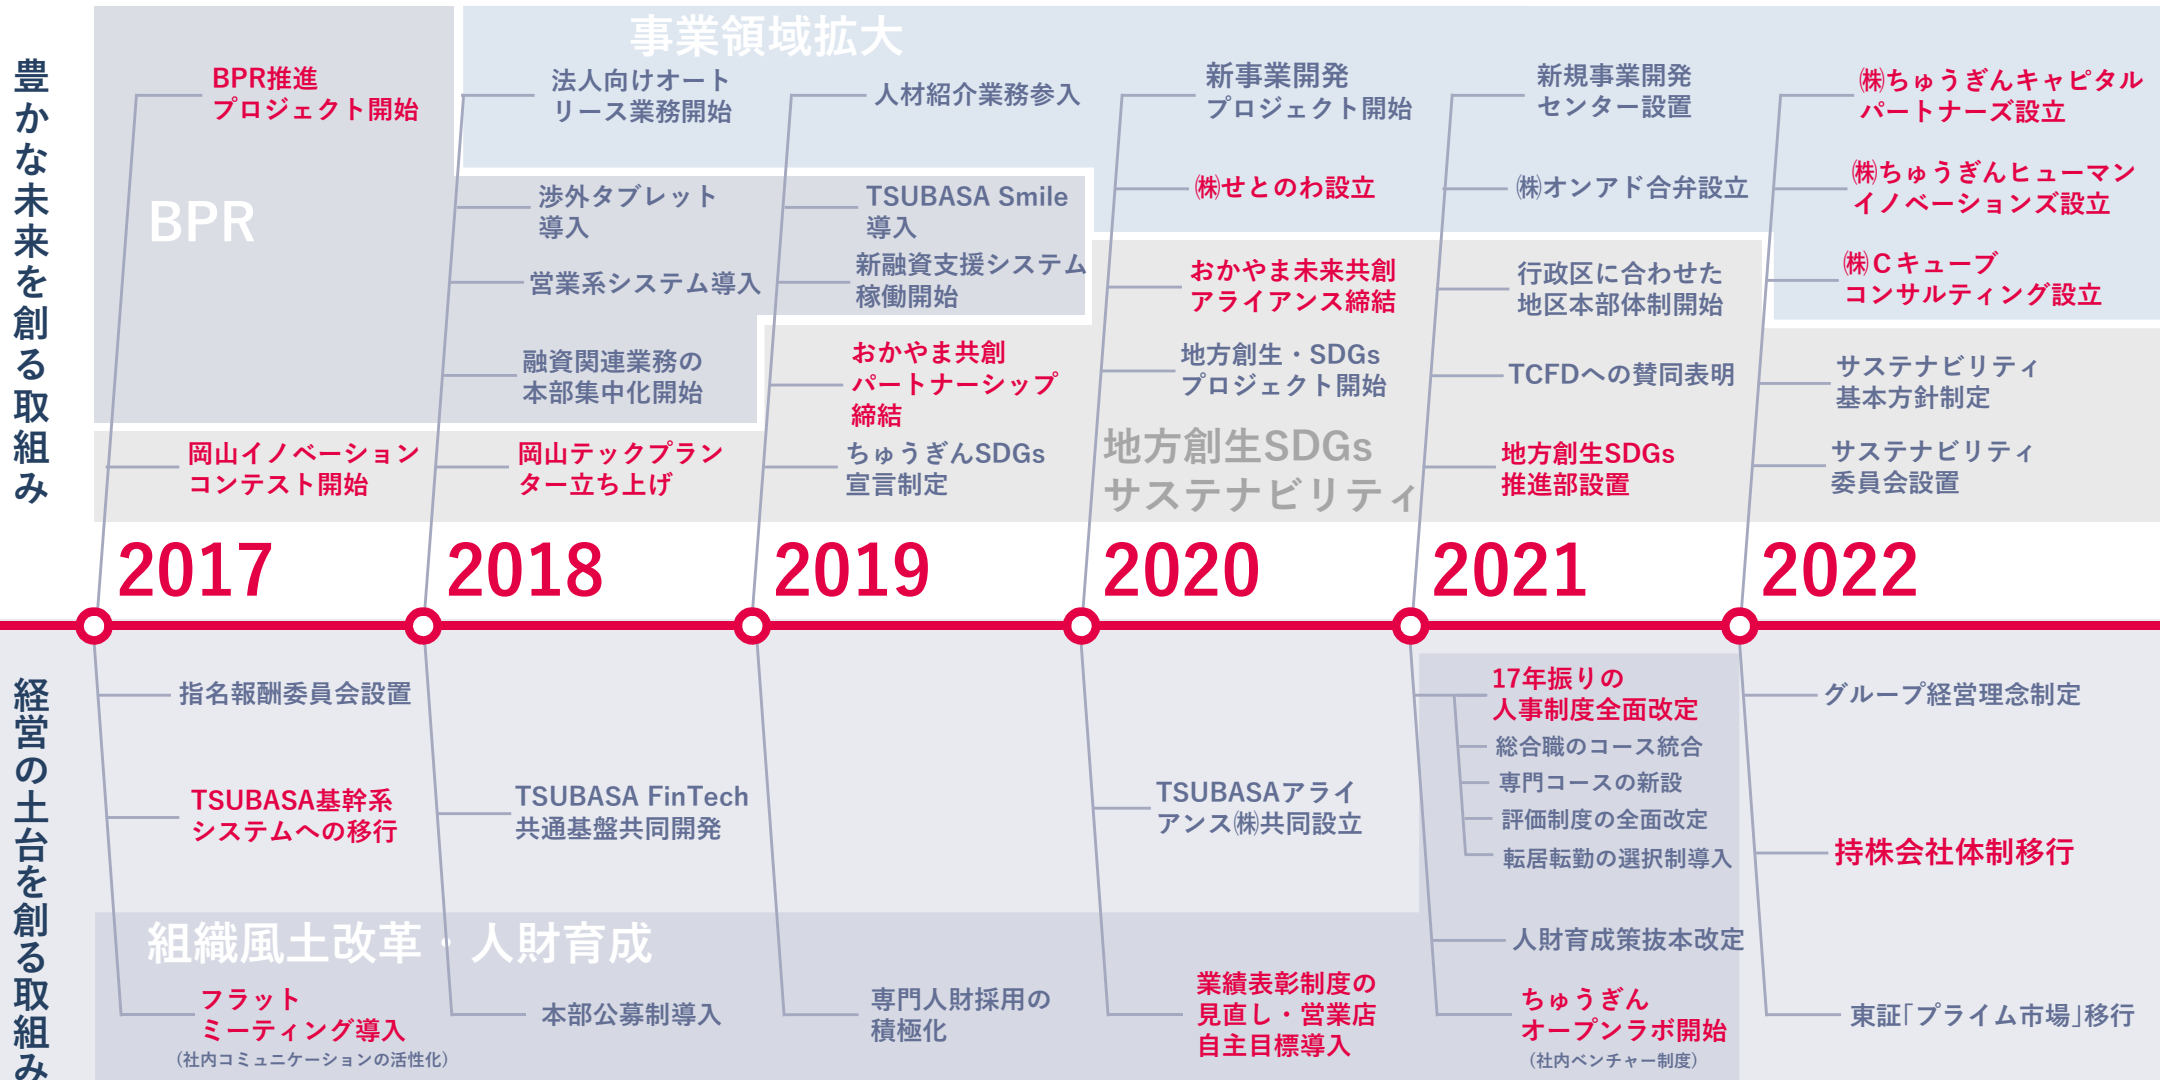 豊かな未来を創る取組み
BPR
事業領域拡大
BPR推進
プロジェクト開始
岡山イノベーション
コンテスト開始
法人向けオート
リース業務開始
渉外タブレット
導入
営業系システム導入
融資関連業務の
本部集中化開始
岡山テックプラン
ター立ち上げ
人材紹介業務参入
TSUBASA Smile
導入
新融資支援システム
稼働開始
おかやま共創
パートナーシップ
締結
ちゅうぎんSDGs
宣言制定
新事業開発
プロジェクト開始
㈱せとのわ設立
おかやま未来共創
アライアンス締結
地方創生・SDGs
プロジェクト開始
地方創生SDGs
サステナビリティ
新規事業開発
センター設置
㈱オンアド合弁設立
行政区に合わせた
地区本部体制開始
TCFDへの賛同表明
地方創生SDGs
推進部設置
㈱ちゅうぎんキャピタル
パートナーズ設立
㈱ちゅうぎんヒューマン
イノベーションズ設立
㈱Cキューブ
コンサルティング設立
サステナビリティ
基本方針制定
サステナビリティ
委員会設置
2017
2018
2019
2020
2021
2022
経営の土台を創る取組み
指名報酬委員会設置
TSUBASA基幹系
システムへの移行
組織風土改革・人財育成
フラット
ミーティング導入
(社内コミュニケーションの活性化)
TSUBASA FinTech
共通基盤共同開発
本部公募制導入
専門人財採用の
積極化
TSUBASAアライ
アンス㈱共同設立
業績表彰制度の
見直し・営業店
自主目標導入
17年振りの
人事制度全面改定
総合職のコース統合
専門コースの新設
評価制度の全面改定
転居転勤の選択制導入
人財育成策抜本改定
ちゅうぎん
オープンラボ開始
(社内ベンチャー制度)
グループ経営理念制定
持株会社体制移行
東証「プライム市場」移行